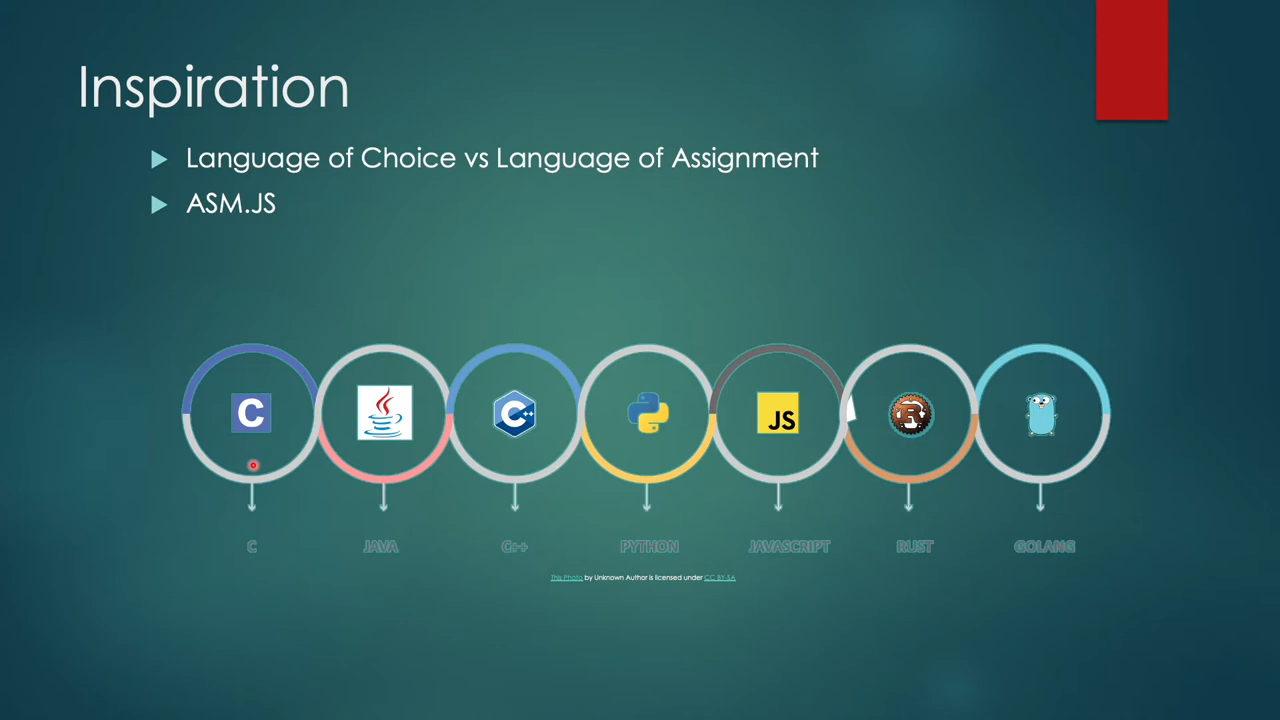 Inspiration
Language of Choice vs Language of Assignment
ASM.JS
C
C++
JS
R
C
JAVA
C++
PYTHON
JAVASCRIPT
RUST
GOLANG
This Photo by Unknown Author is licensed under CC BY-SA